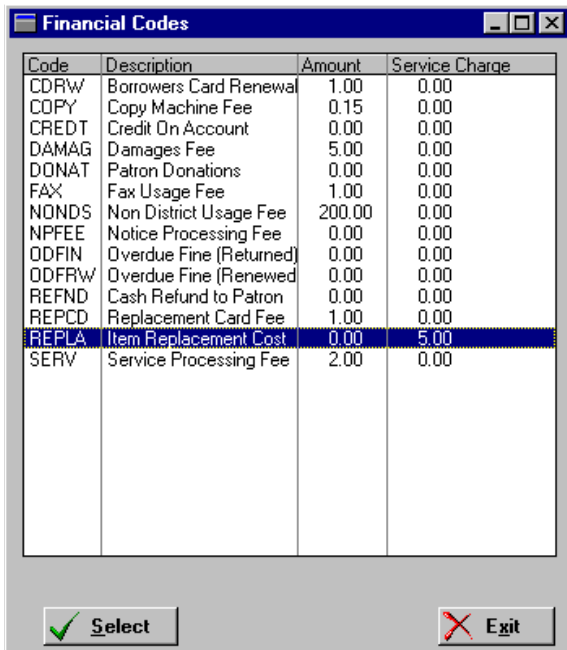 Financial Codes
Code Description Amount Service Charge
CDRW Borrowers Card Renewal 1.00 0.00
COPY Copy Machine Fee 0.15 0.00
CREDT Credit On Account 0.00 0.00
DAMAG Damages Fee 5.00 0.00
DONAT Patron Donations 0.00 0.00
FAX Fax Usage Fee 1.00 0.00
NONDS Non District Usage Fee 200.00 0.00
NPFEE Notice Processing Fee 0.00 0.00
ODFIN Overdue Fine (Returned) 0.00 0.00
ODFRW Overdue Fine (Renewed 0.00 0.00
REFND Cash Refund to Patron 0.00 0.00
REPCD Replacement Card Fee 1.00 0.00
REPLA Item Replacement Cost 0.00 5.00
SERV Service Processing Fee 2.00 0.00
Select Exit